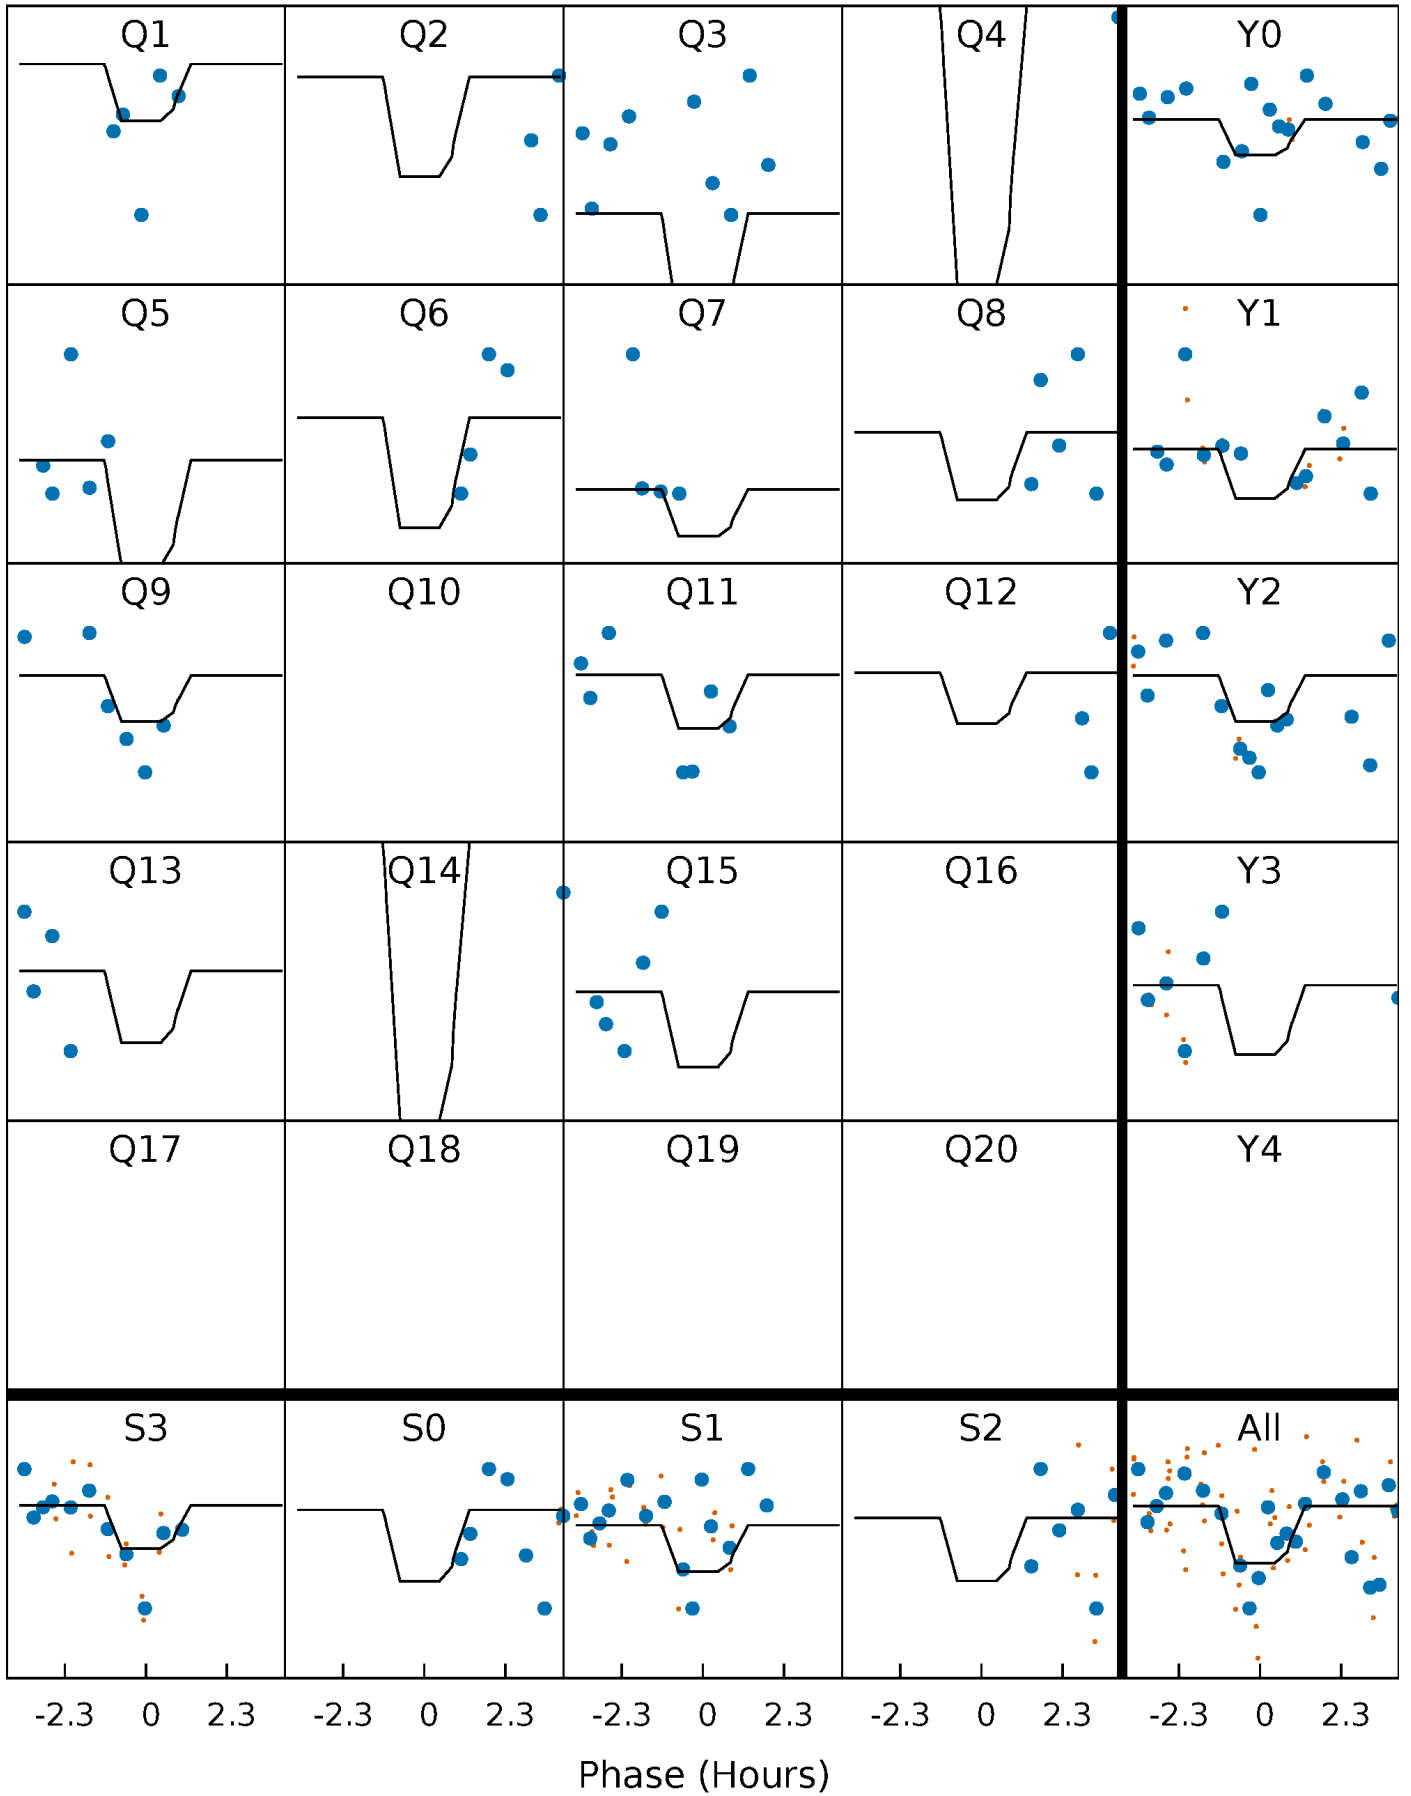 Q1 Q2 Q3 Q4 Y0
Q5 Q6 Q7 Q8 Y1
Q9 Q10 Q11 Q12 Y2
Q13 Q14 Q15 Q16 Y3
Q17 Q18 Q19 Q20 Y4
S3 S0 S1 S2 All
-2.3 0 2.3 -2.3 0 2.3 -2.3 0 2.3 -2.3 0 2.3 -2.3 0 2.3
Phase (Hours)